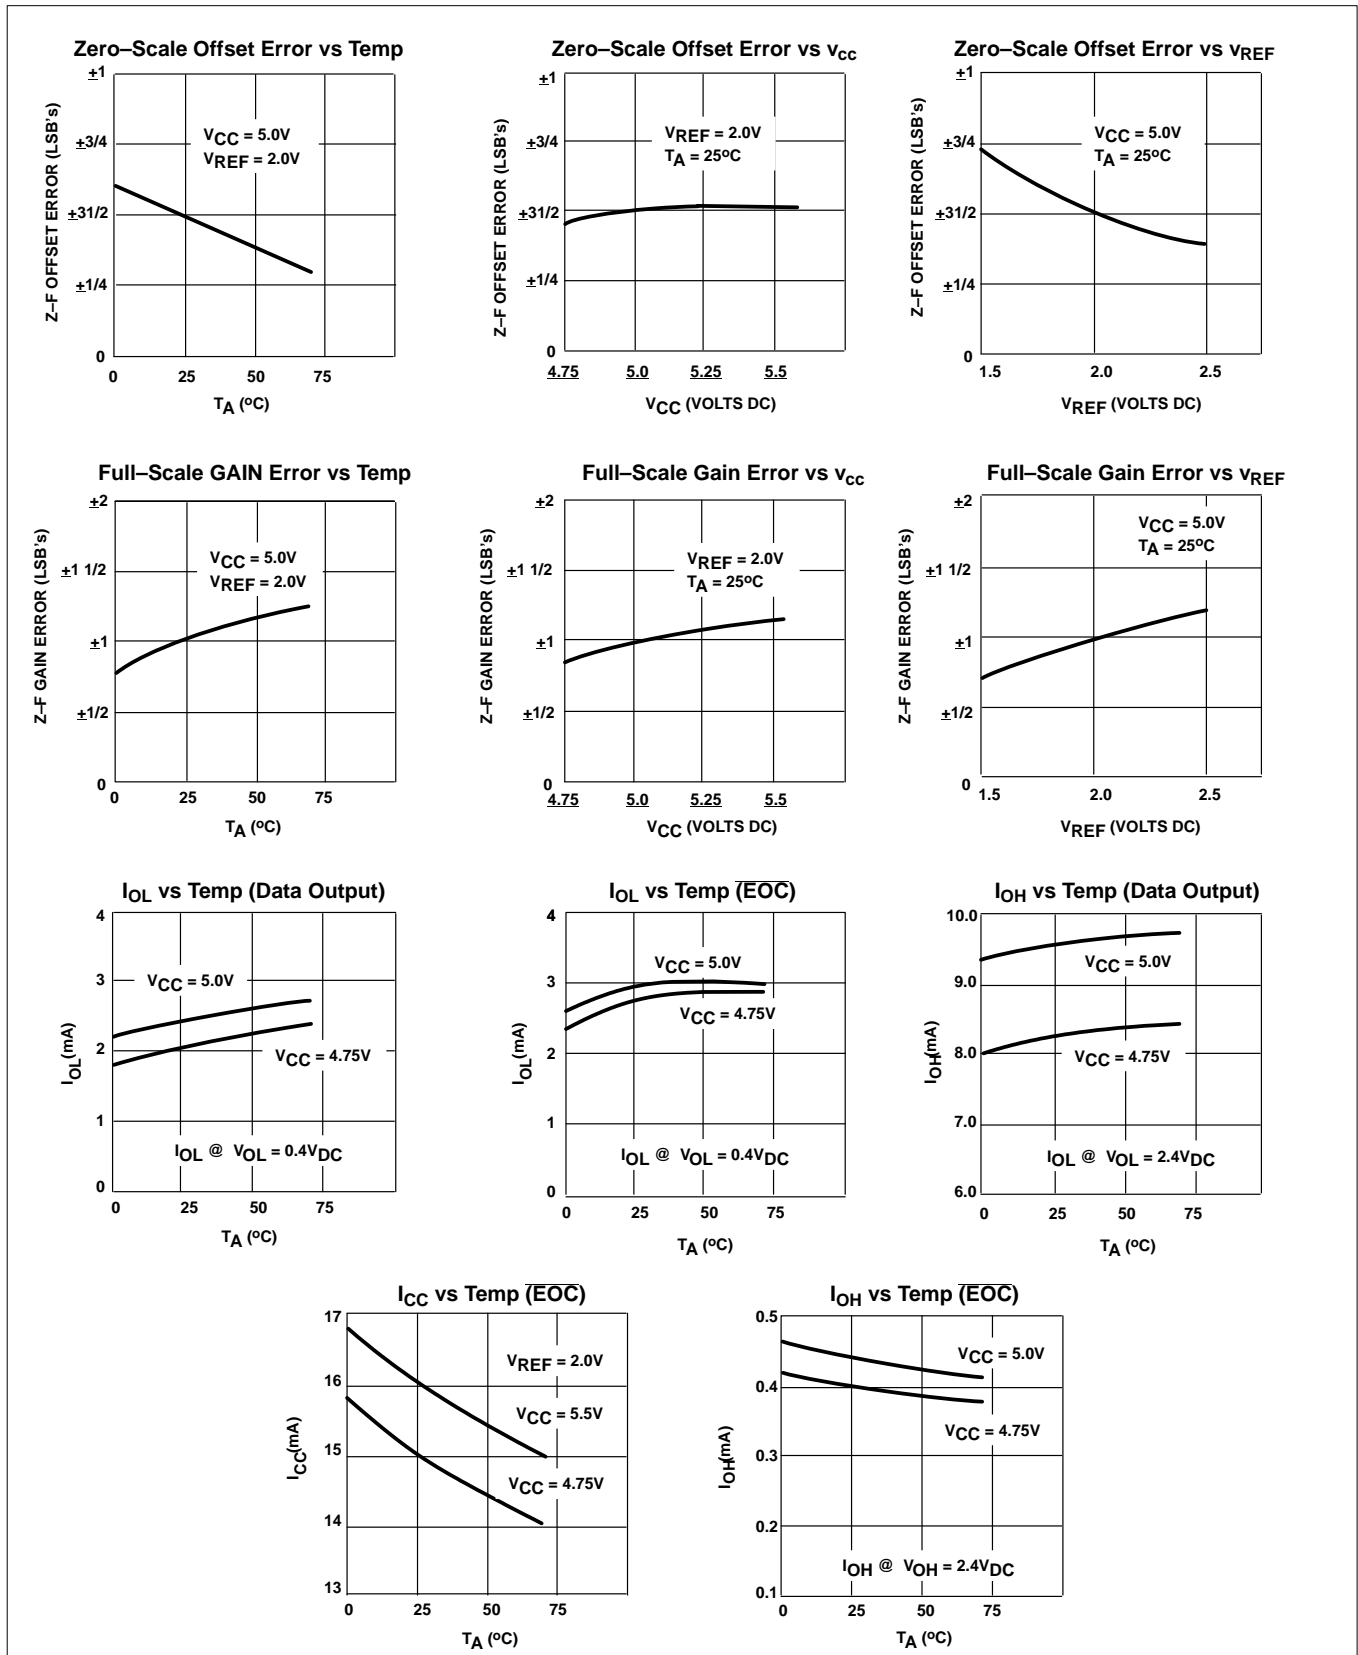 Zero–Scale Offset Error vs Temp
Z–F OFFSET ERROR (LSB's)
±1
±3/4
±31/2
±1/4
0
VCC = 5.0V
VREF = 2.0V
0 25 50 75
TA (oC)
Zero–Scale Offset Error vs vcc
Z–F OFFSET ERROR (LSB's)
±1
±3/4
±31/2
±1/4
0
VREF = 2.0V
TA = 25oC
4.75 5.0 5.25 5.5
VCC (VOLTS DC)
Zero–Scale Offset Error vs vREF
Z–F OFFSET ERROR (LSB's)
±1
±3/4
±31/2
±1/4
0
VCC = 5.0V
TA = 25oC
1.5 2.0 2.5
VREF (VOLTS DC)
Full–Scale GAIN Error vs Temp
Z–F GAIN ERROR (LSB's)
±2
±1 1/2
±1
±1/2
0
VCC = 5.0V
VREF = 2.0V
0 25 50 75
TA (oC)
Full–Scale Gain Error vs vcc
Z–F GAIN ERROR (LSB's)
±2
±1 1/2
±1
±1/2
0
VREF = 2.0V
TA = 25oC
4.75 5.0 5.25 5.5
VCC (VOLTS DC)
Full–Scale Gain Error vs vREF
Z–F GAIN ERROR (LSB's)
±2
±1 1/2
±1
±1/2
0
VCC = 5.0V
TA = 25oC
1.5 2.0 2.5
VREF (VOLTS DC)
IOL vs Temp (Data Output)
IOL(mA)
4
3
2
1
0
VCC = 5.0V
VCC = 4.75V
IOL @ VOL = 0.4VDC
0 25 50 75
TA (oC)
IOL vs Temp (EOC)
IOL(mA)
4
3
2
1
0
VCC = 5.0V
VCC = 4.75V
IOL @ VOL = 0.4VDC
0 25 50 75
TA (oC)
IOH vs Temp (Data Output)
IOH(mA)
10.0
9.0
8.0
7.0
6.0
VCC = 5.0V
VCC = 4.75V
IOL @ VOL = 2.4VDC
0 25 50 75
TA (oC)
ICC vs Temp (EOC)
ICC(mA)
17
16
15
14
13
VREF = 2.0V
VCC = 5.5V
VCC = 4.75V
0 25 50 75
TA (oC)
IOH vs Temp (EOC)
IOH(mA)
0.5
0.4
0.3
0.2
0.1
VCC = 5.0V
VCC = 4.75V
IOH @ VOH = 2.4VDC
0 25 50 75
TA (oC)